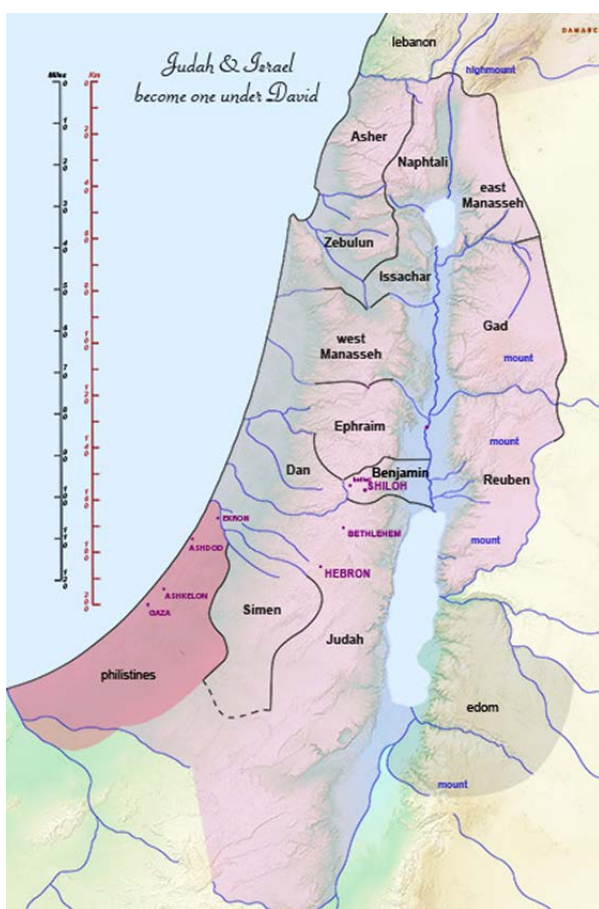 Judah & Israel
become one under David
Miles
Km
lebanon
DAMASC
highmount
Asher
Naphtali
east
Manasseh
Zebulun
Issachar
Gad
west
Manasseh
mount
Ephraim
mount
Dan
Benjamin
Reuben
SHILOH
EKRON
BETHLEHEM
mount
ASHDOD
HEBRON
ASHKELON
GAZA
Simen
Judah
philistines
edom
mount